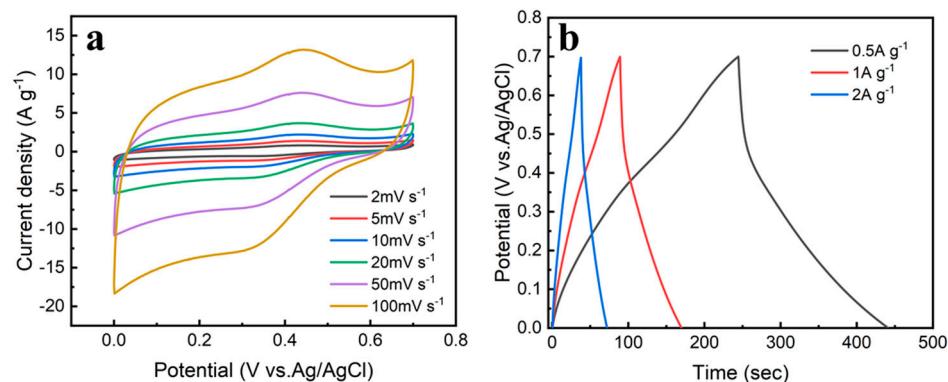 a
Current density (A g⁻¹)
15
10
5
0
-5
-10
-15
-20
2mV s⁻¹
5mV s⁻¹
10mV s⁻¹
20mV s⁻¹
50mV s⁻¹
100mV s⁻¹
0.0 0.2 0.4 0.6 0.8
Potential (V vs.Ag/AgCl)
b
Potential (V vs.Ag/AgCl)
0.8
0.7
0.6
0.5
0.4
0.3
0.2
0.1
0.0
0.5A g⁻¹
1A g⁻¹
2A g⁻¹
0 100 200 300 400 500
Time (sec)